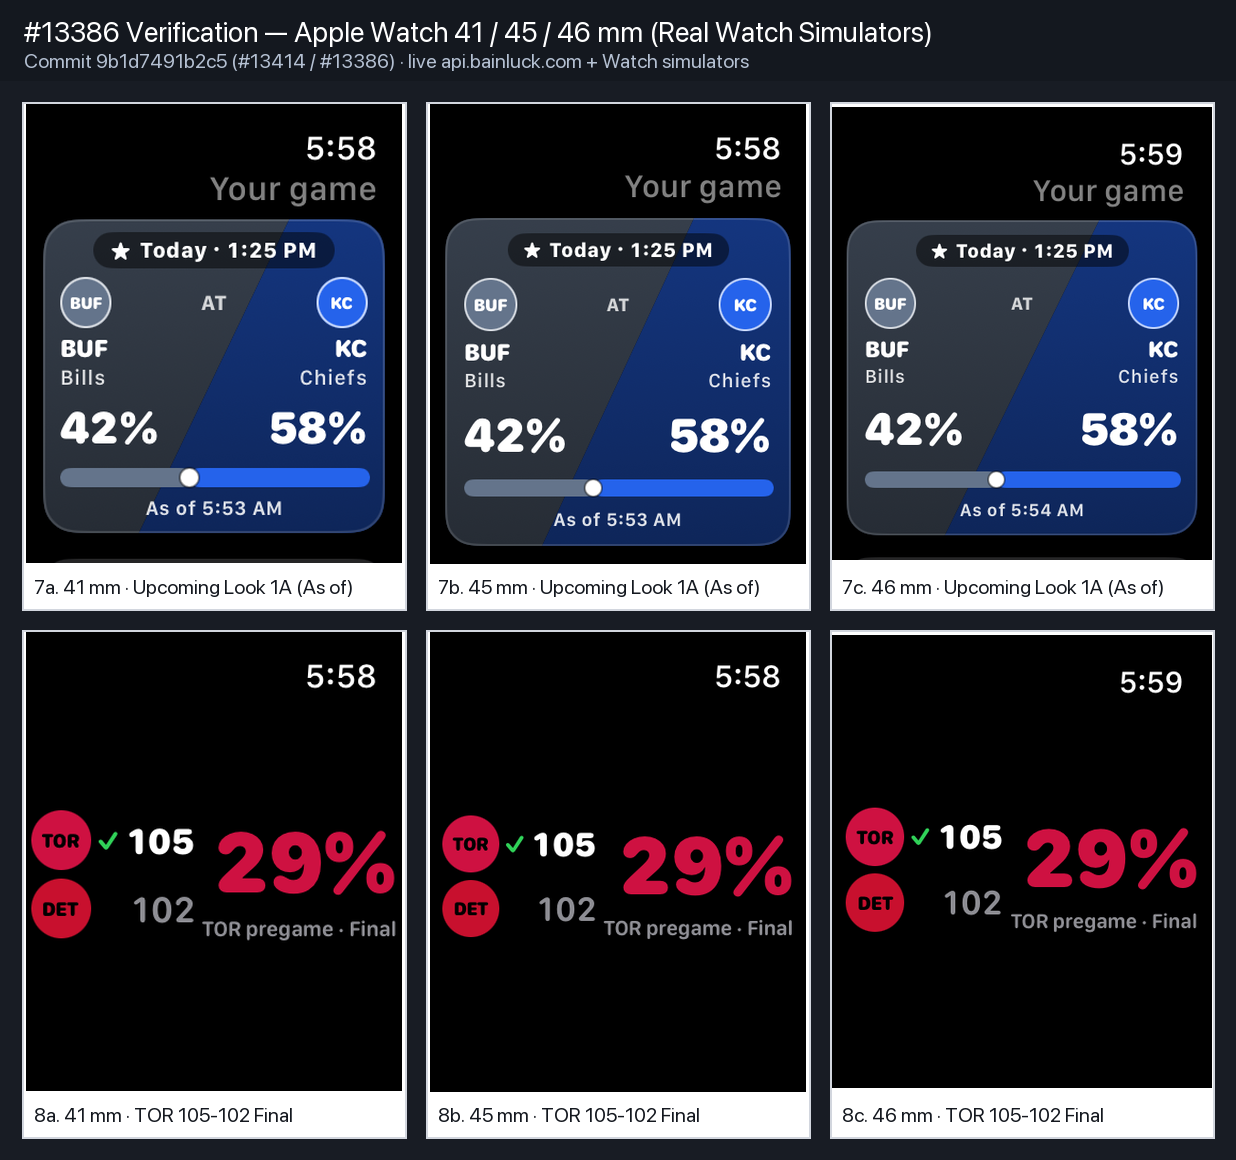 #13386 Verification — Apple Watch 41 / 45 / 46 mm (Real Watch Simulators)
Commit 9b1d7491b2c5 (#13414 / #13386) · live api.bainluck.com + Watch simulators
5:58
Your game
★ Today · 1:25 PM
BUF AT KC
BUF KC
Bills Chiefs
42% 58%
As of 5:53 AM
7a. 41 mm · Upcoming Look 1A (As of)
5:58
Your game
★ Today · 1:25 PM
BUF AT KC
BUF KC
Bills Chiefs
42% 58%
As of 5:53 AM
7b. 45 mm · Upcoming Look 1A (As of)
5:59
Your game
★ Today · 1:25 PM
BUF AT KC
BUF KC
Bills Chiefs
42% 58%
As of 5:54 AM
7c. 46 mm · Upcoming Look 1A (As of)
5:58
TOR ✓ 105 29%
DET 102 TOR pregame · Final
8a. 41 mm · TOR 105-102 Final
5:58
TOR ✓ 105 29%
DET 102 TOR pregame · Final
8b. 45 mm · TOR 105-102 Final
5:59
TOR ✓ 105 29%
DET 102 TOR pregame · Final
8c. 46 mm · TOR 105-102 Final